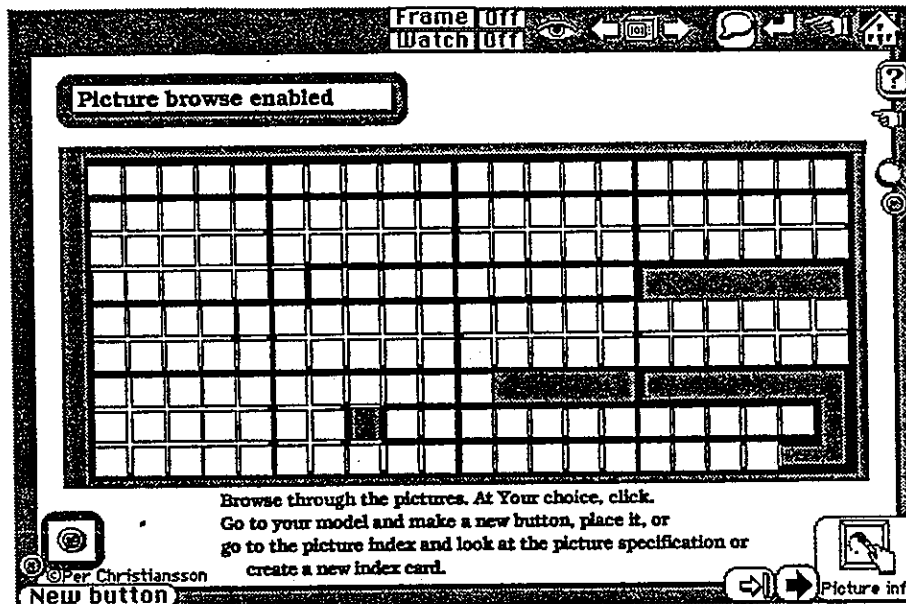 Frame Off
Watch Off
Picture browse enabled
?
Browse through the pictures. At Your choice, click.
Go to your model and make a new button, place it, or
go to the picture index and look at the picture specification or
create a new index card.
©Per Christiansson
New button
Picture inf